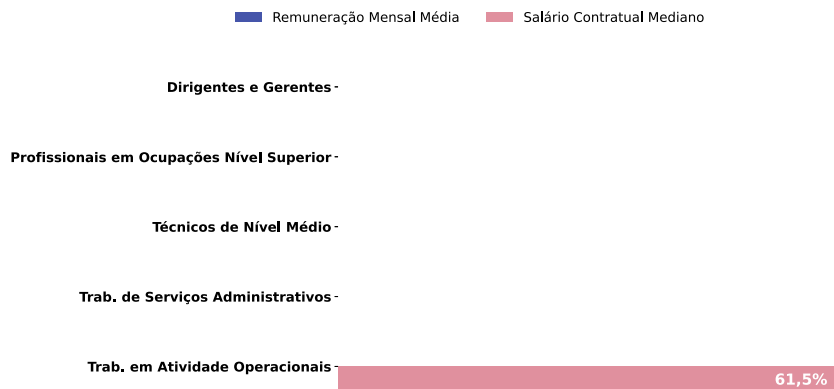 Remuneração Mensal Média Salário Contratual Mediano
Dirigentes e Gerentes
Profissionais em Ocupações Nível Superior
Técnicos de Nível Médio
Trab. de Serviços Administrativos
Trab. em Atividade Operacionais
61,5%